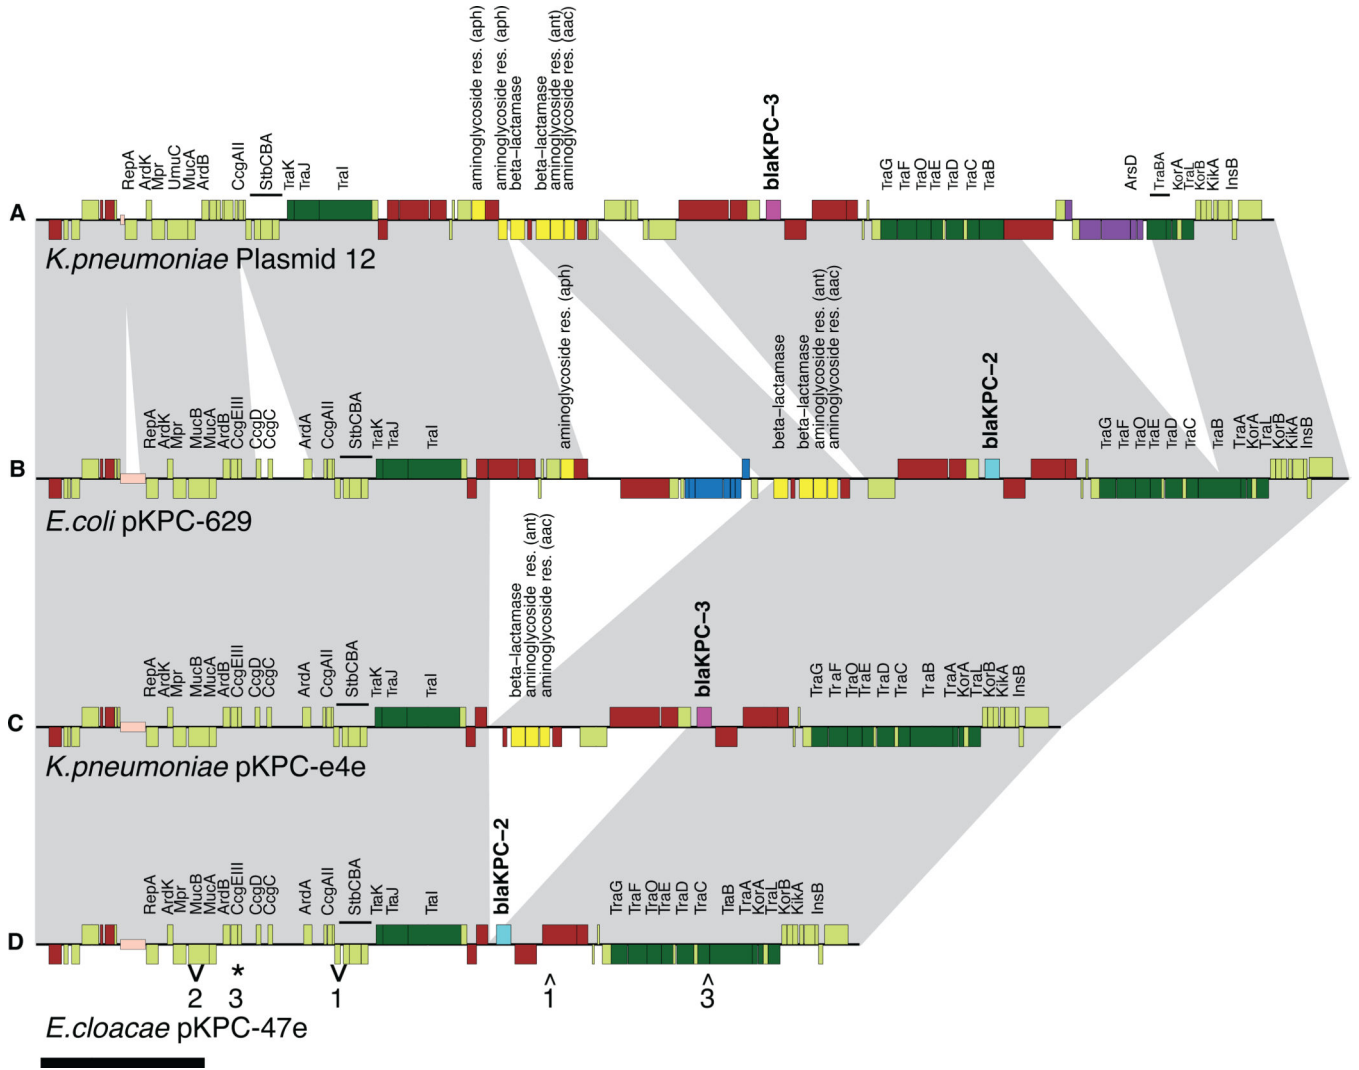 aminoglycoside res. (aph)
aminoglycoside res. (aph)
beta-lactamase
beta-lactamase
aminoglycoside res. (ant)
aminoglycoside res. (aac)
blaKPC-3
RepA
ArdK
Mpr
UmuC
MucA
ArdB
CcgAII
StbCBA
TraK
TraJ
TraI
TraG
TraF
TraO
TraE
TraD
TraC
TraB
ArsD
TraBA
KorA
TraL
KorB
KikA
InsB
A
K.pneumoniae Plasmid 12
aminoglycoside res. (aph)
beta-lactamase
beta-lactamase
aminoglycoside res. (ant)
aminoglycoside res. (aac)
blaKPC-2
RepA
ArdK
Mpr
MucB
MucA
ArdB
CcgEIII
CcgD
CcgC
ArdA
CcgAII
StbCBA
TraK
TraJ
TraI
TraG
TraF
TraO
TraE
TraD
TraC
TraB
TraA
KorA
TraL
KorB
KikA
InsB
B
E.coli pKPC-629
beta-lactamase
aminoglycoside res. (ant)
aminoglycoside res. (aac)
blaKPC-3
RepA
ArdK
Mpr
MucB
MucA
ArdB
CcgEIII
CcgD
CcgC
ArdA
CcgAII
StbCBA
TraK
TraJ
TraI
TraG
TraF
TraO
TraE
TraD
TraC
TraB
TraA
KorA
TraL
KorB
KikA
InsB
C
K.pneumoniae pKPC-e4e
blaKPC-2
RepA
ArdK
Mpr
MucB
MucA
ArdB
CcgEIII
CcgD
CcgC
ArdA
CcgAII
StbCBA
TraK
TraJ
TraI
TraG
TraF
TraO
TraE
TraD
TraC
TraB
TraA
KorA
TraL
KorB
KikA
InsB
D
* 
2 3 1 1 3
E.cloacae pKPC-47e